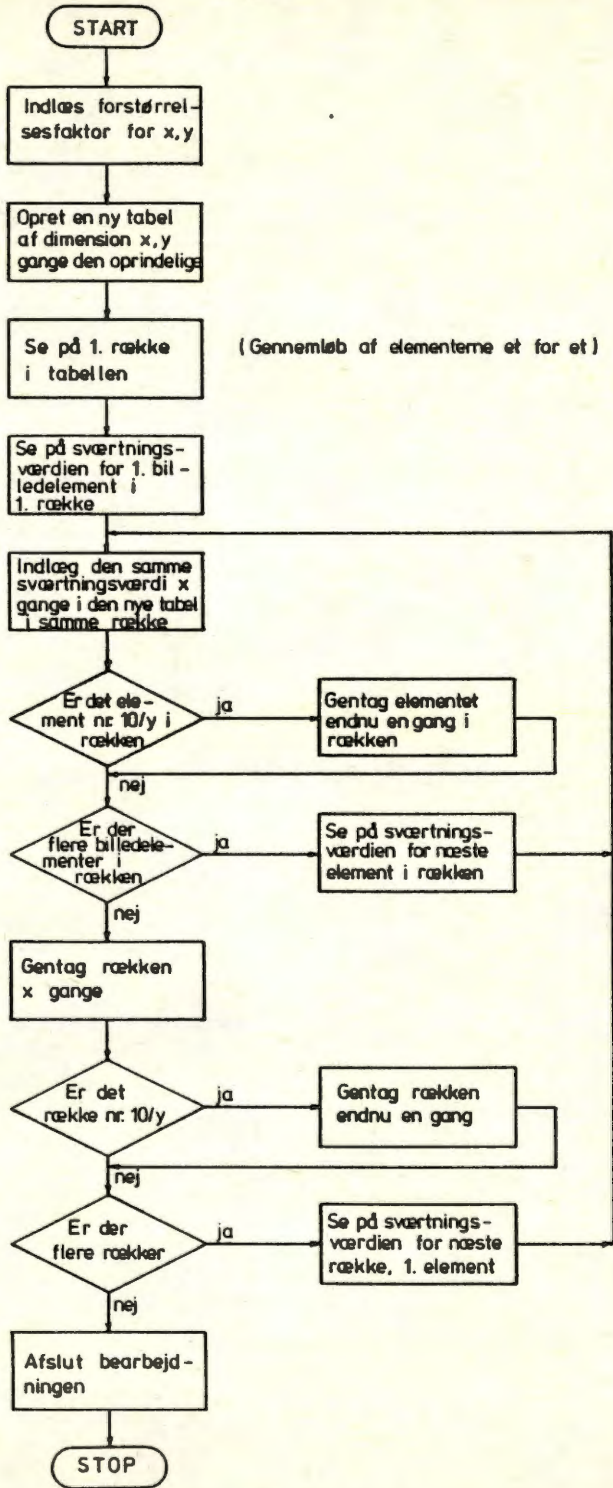 START
Indlæs forstørrel-
sesfaktor for x,y
Opret en ny tabel
af dimension x,y
gange den oprindelige
Se på 1. række
i tabellen
(Gennemløb af elementerne et for et)
Se på sværtnings-
værdien for 1. bil-
ledelement i
1. række
Indlæg den samme
sværtningsværdi x
gange i den nye tabel
i samme række
Er det ele-
ment nr. 10/y i
rækken
ja
Gentag elementet
endnu en gang i
rækken
nej
Er der
flere billedele-
menter i
rækken
ja
Se på sværtnings-
værdien for næste
element i rækken
nej
Gentag rækken
x gange
Er det
række nr. 10/y
ja
Gentag rækken
endnu en gang
nej
Er der
flere rækker
ja
Se på sværtnings-
værdien for næste
række, 1. element
nej
Afslut bearbejd-
ningen
STOP